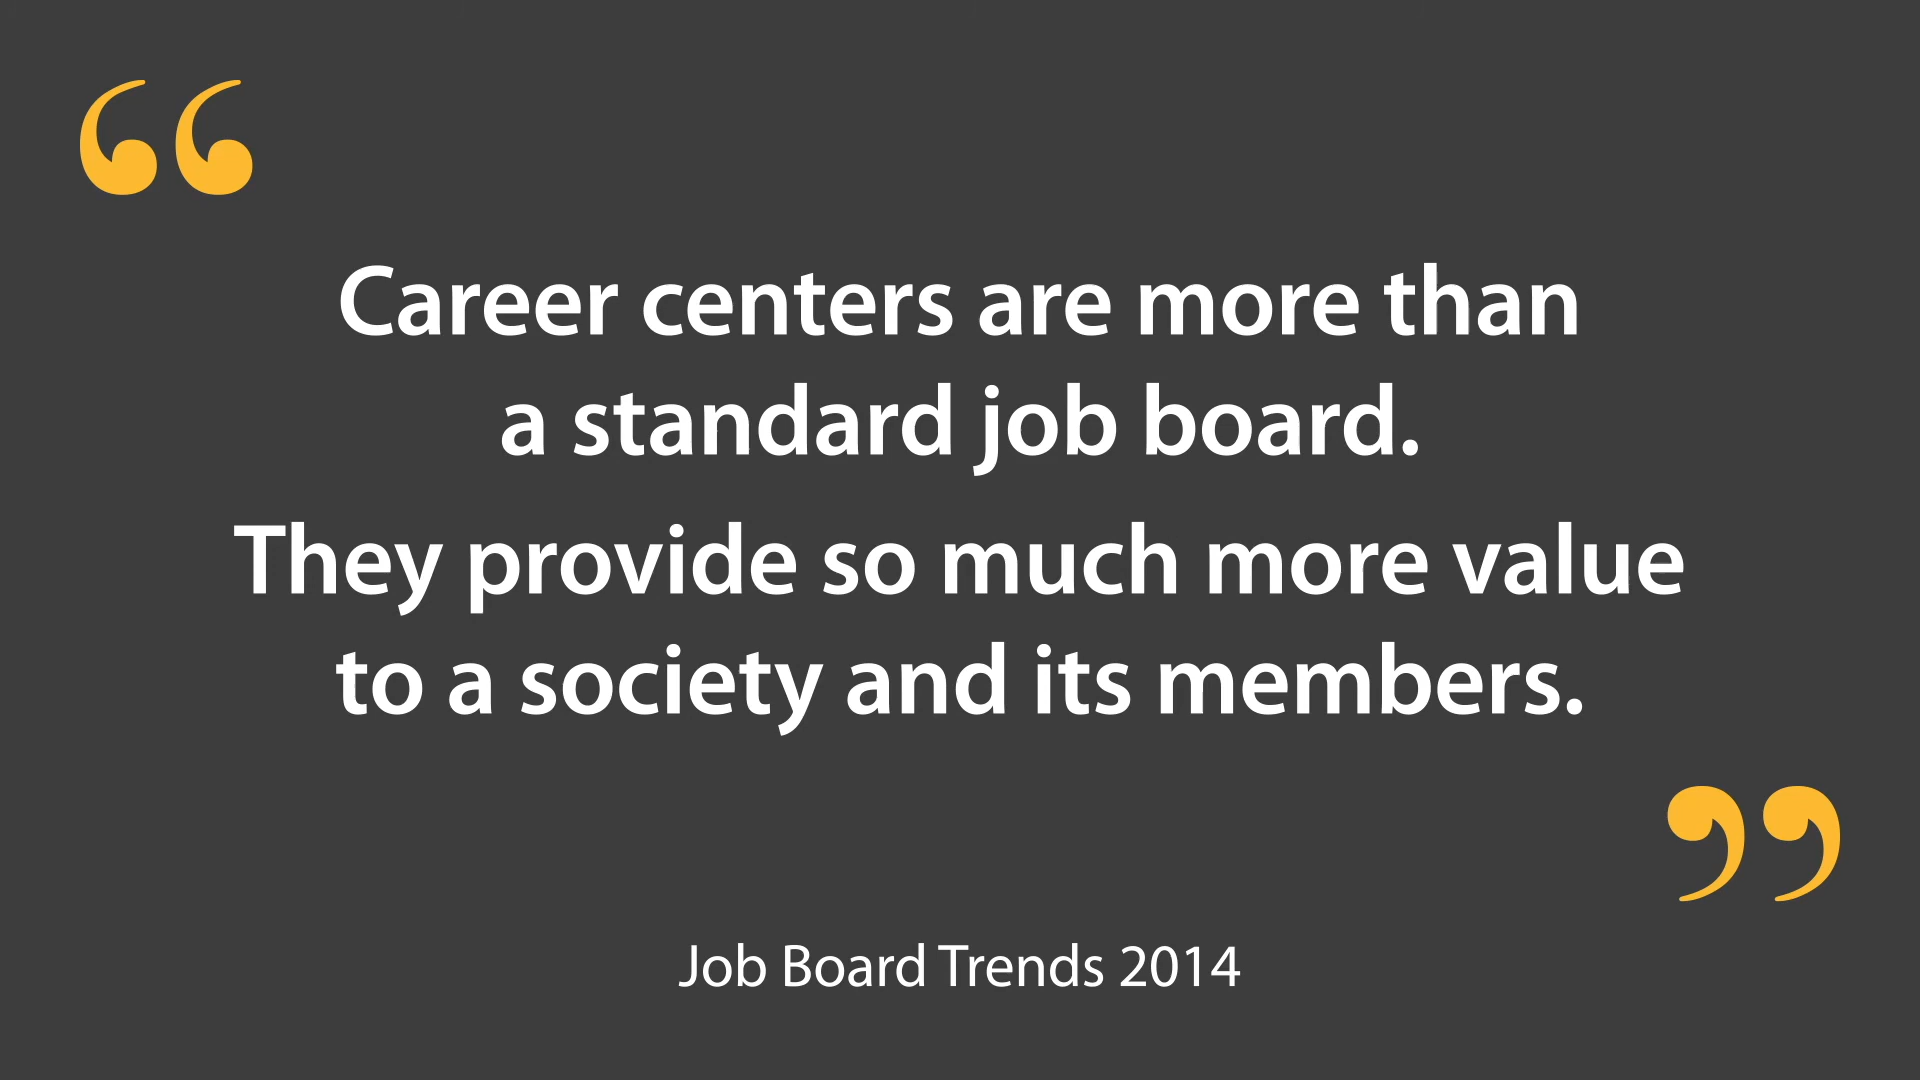 “
Career centers are more than
a standard job board.
They provide so much more value
to a society and its members.
”
Job Board Trends 2014